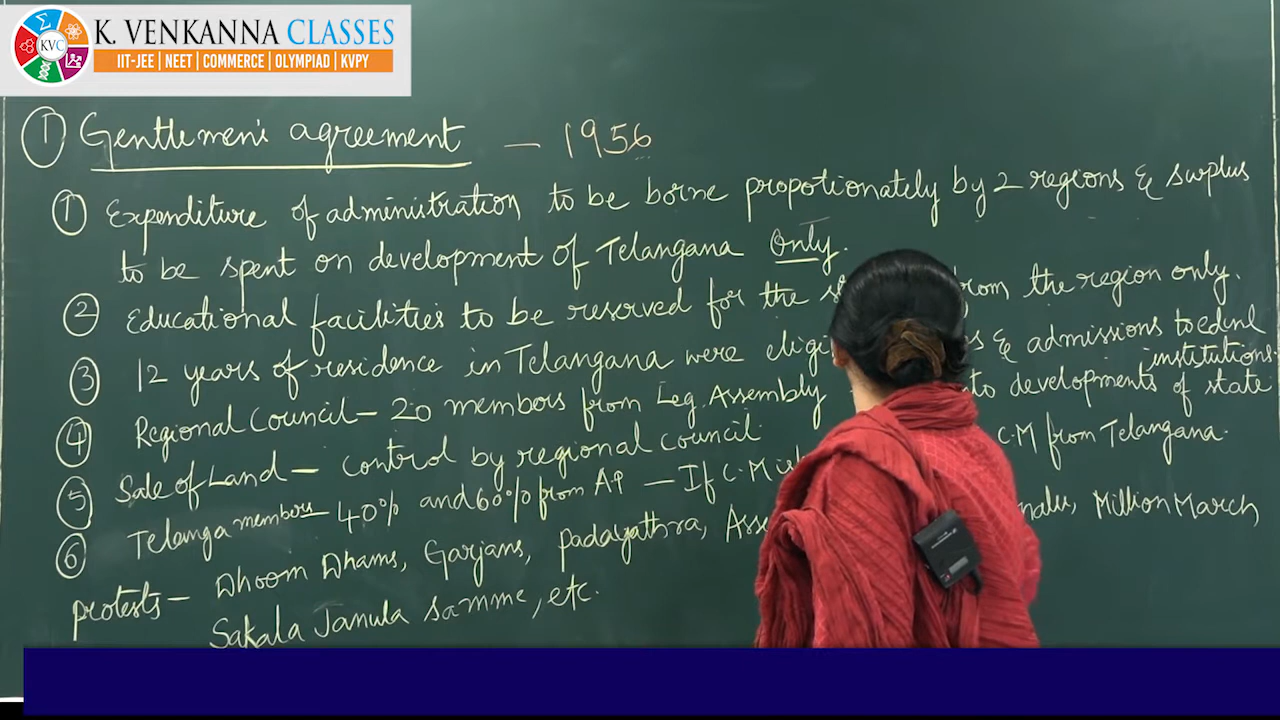 K. VENKANNA CLASSES
KVC
IIT-JEE | NEET | COMMERCE | OLYMPIAD | KVPY
① Gentlemen's agreement — 1956
① Expenditure of administration to be borne propotionately by 2 regions & surplus
to be spent on development of Telangana Only.
② Educational facilities to be reserved for the from the region only.
③ 12 years of residence in Telangana were & admissions to ednl
institutions.
④ Regional Council — 20 members from Leg. Assembly developments of state
⑤ Sale of Land — control by regional council.
⑥ Telanga members — 40% and 60% from AP — If C.M is C.M from Telangana.
protests — Dhoom Dhams, Garjans, padayathra, Million March
Sakala Janula samme, etc.